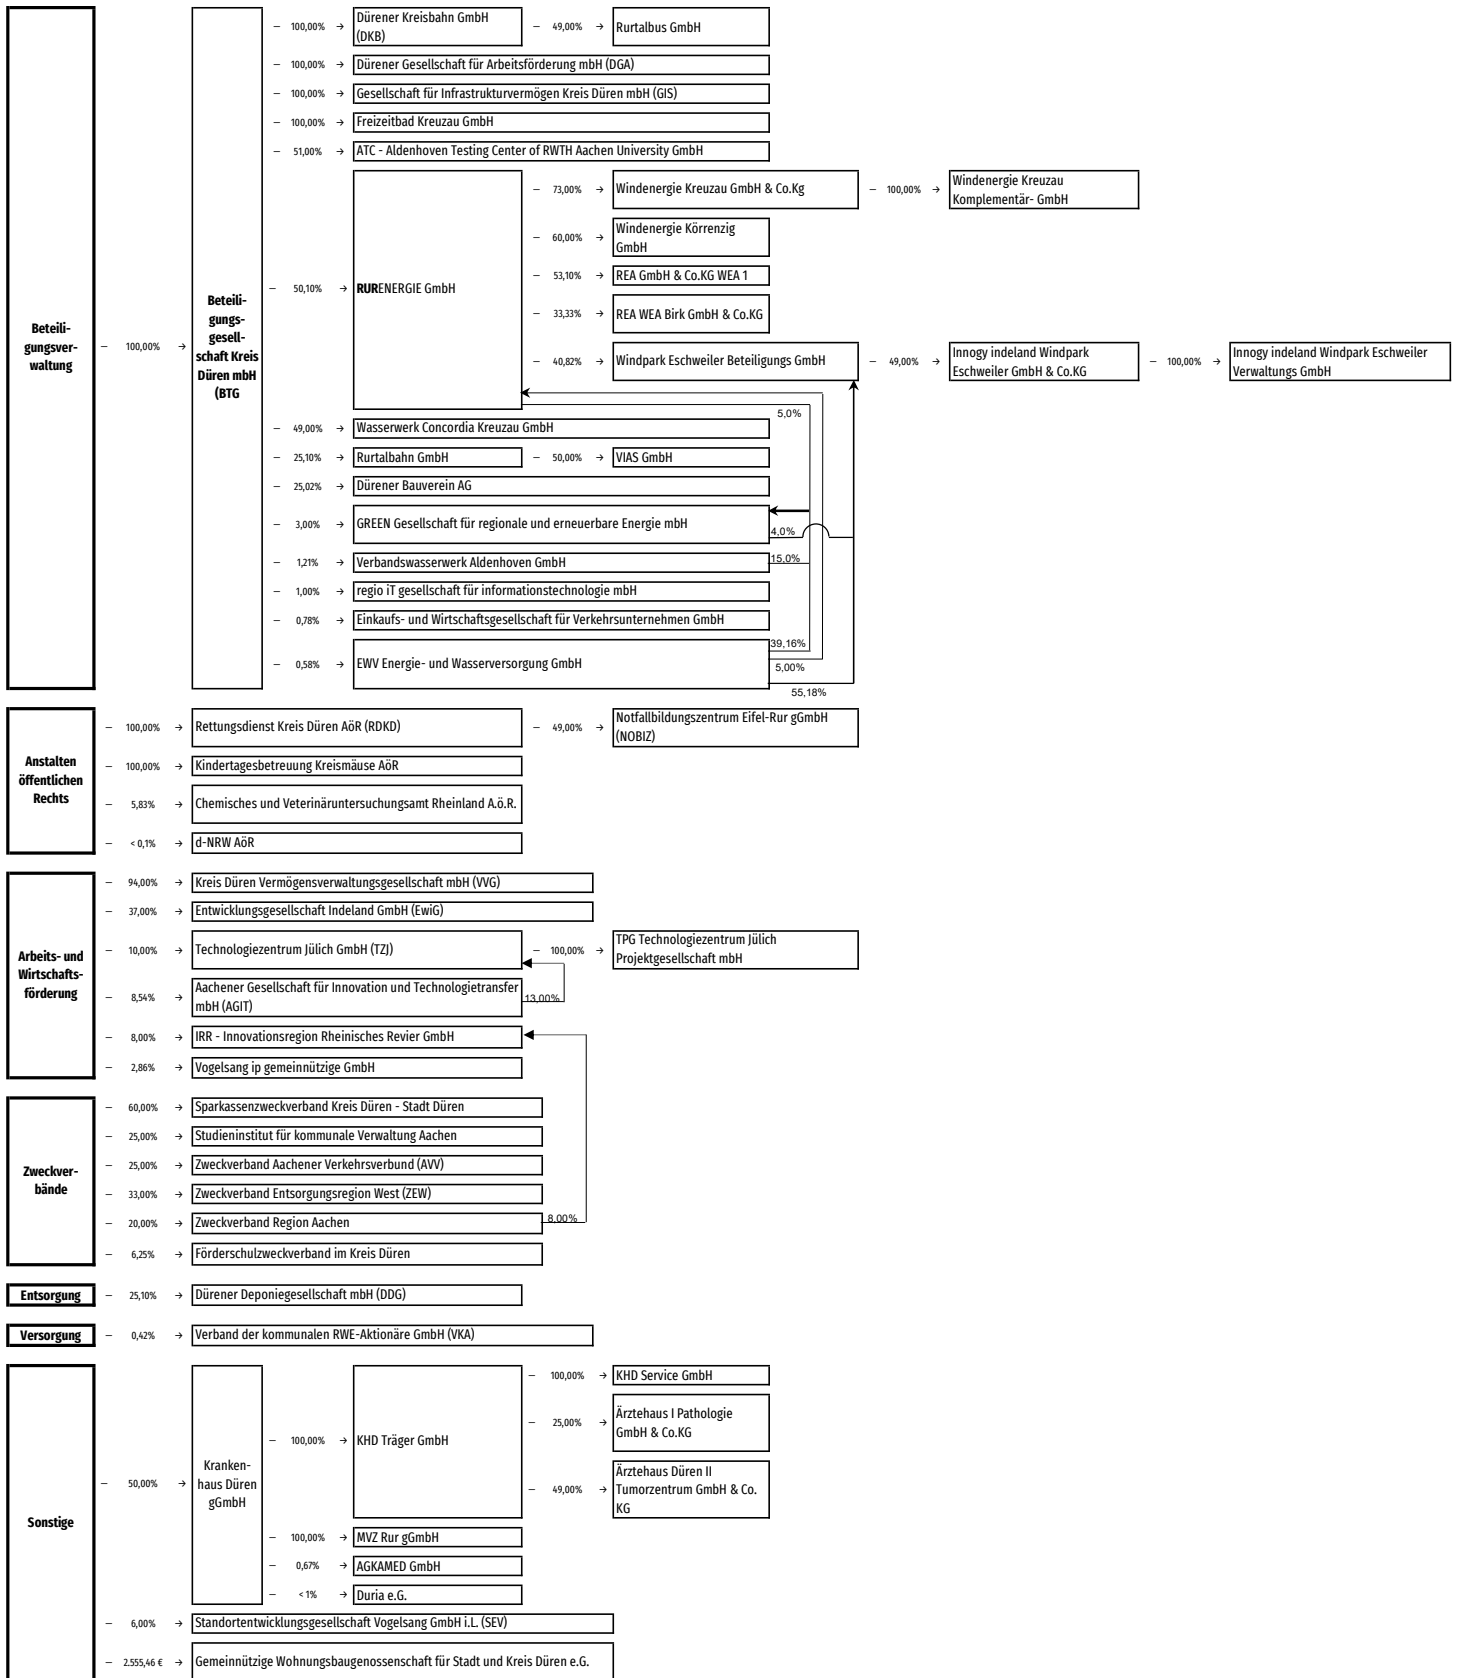 Beteili-
gungsver-
waltung
– 100,00% →
Beteili-
gungs-
gesell-
schaft Kreis
Düren mbH
(BTG
– 100,00% →
Dürener Kreisbahn GmbH
(DKB)
– 49,00% →
Rurtalbus GmbH
– 100,00% →
Dürener Gesellschaft für Arbeitsförderung mbH (DGA)
– 100,00% →
Gesellschaft für Infrastrukturvermögen Kreis Düren mbH (GIS)
– 100,00% →
Freizeitbad Kreuzau GmbH
– 51,00% →
ATC - Aldenhoven Testing Center of RWTH Aachen University GmbH
– 50,10% →
RURENERGIE GmbH
– 73,00% →
Windenergie Kreuzau GmbH & Co.Kg
– 100,00% →
Windenergie Kreuzau
Komplementär- GmbH
– 60,00% →
Windenergie Körrenzig
GmbH
– 53,10% →
REA GmbH & Co.KG WEA 1
– 33,33% →
REA WEA Birk GmbH & Co.KG
– 40,82% →
Windpark Eschweiler Beteiligungs GmbH
– 49,00% →
Innogy indeland Windpark
Eschweiler GmbH & Co.KG
– 100,00% →
Innogy indeland Windpark Eschweiler
Verwaltungs GmbH
5,0%
– 49,00% →
Wasserwerk Concordia Kreuzau GmbH
– 25,10% →
Rurtalbahn GmbH
– 50,00% →
VIAS GmbH
– 25,02% →
Dürener Bauverein AG
– 3,00% →
GREEN Gesellschaft für regionale und erneuerbare Energie mbH
4,0%
– 1,21% →
Verbandswasserwerk Aldenhoven GmbH
15,0%
– 1,00% →
regio iT gesellschaft für informationstechnologie mbH
– 0,78% →
Einkaufs- und Wirtschaftsgesellschaft für Verkehrsunternehmen GmbH
– 0,58% →
EWV Energie- und Wasserversorgung GmbH
39,16%
5,00%
55,18%
Anstalten
öffentlichen
Rechts
– 100,00% →
Rettungsdienst Kreis Düren AöR (RDKD)
– 49,00% →
Notfallbildungszentrum Eifel-Rur gGmbH
(NOBIZ)
– 100,00% →
Kindertagesbetreuung Kreismäuse AöR
– 5,83% →
Chemisches und Veterinäruntersuchungsamt Rheinland A.ö.R.
– < 0,1% →
d-NRW AöR
Arbeits- und
Wirtschafts-
förderung
– 94,00% →
Kreis Düren Vermögensverwaltungsgesellschaft mbH (VVG)
– 37,00% →
Entwicklungsgesellschaft Indeland GmbH (EwiG)
– 10,00% →
Technologiezentrum Jülich GmbH (TZJ)
– 100,00% →
TPG Technologiezentrum Jülich
Projektgesellschaft mbH
– 8,54% →
Aachener Gesellschaft für Innovation und Technologietransfer
mbH (AGIT)
13,00%
– 8,00% →
IRR - Innovationsregion Rheinisches Revier GmbH
– 2,86% →
Vogelsang ip gemeinnützige GmbH
Zweckver-
bände
– 60,00% →
Sparkassenzweckverband Kreis Düren - Stadt Düren
– 25,00% →
Studieninstitut für kommunale Verwaltung Aachen
– 25,00% →
Zweckverband Aachener Verkehrsverbund (AVV)
– 33,00% →
Zweckverband Entsorgungsregion West (ZEW)
– 20,00% →
Zweckverband Region Aachen
8,00%
– 6,25% →
Förderschulzweckverband im Kreis Düren
Entsorgung
– 25,10% →
Dürener Deponiegesellschaft mbH (DDG)
Versorgung
– 0,42% →
Verband der kommunalen RWE-Aktionäre GmbH (VKA)
Sonstige
– 50,00% →
Kranken-
haus Düren
gGmbH
– 100,00% →
KHD Träger GmbH
– 100,00% →
KHD Service GmbH
– 25,00% →
Ärztehaus I Pathologie
GmbH & Co.KG
– 49,00% →
Ärztehaus Düren II
Tumorzentrum GmbH & Co.
KG
– 100,00% →
MVZ Rur gGmbH
– 0,67% →
AGKAMED GmbH
– < 1% →
Duria e.G.
– 6,00% →
Standortentwicklungsgesellschaft Vogelsang GmbH i.L. (SEV)
– 2.555,46 € →
Gemeinnützige Wohnungsbaugenossenschaft für Stadt und Kreis Düren e.G.